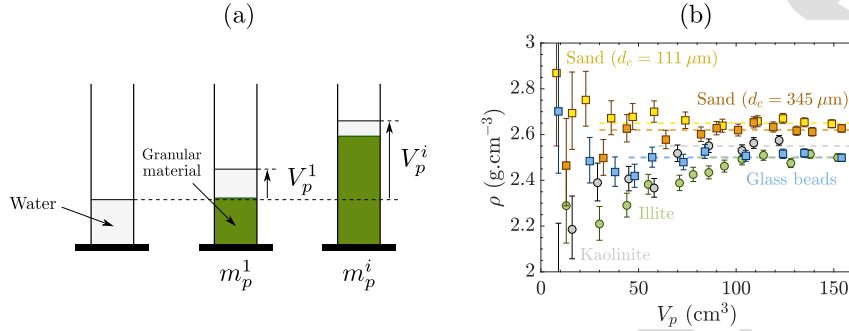 (a)
V_p^1
V_p^i
Granular
material
Water
m_p^1
m_p^i
(b)
3
2.8
2.6
2.4
2.2
2
ρ (g.cm⁻³)
Sand (d_c = 111 μm)
Sand (d_c = 345 μm)
Glass beads
Illite
Kaolinite
0
50
100
150
V_p (cm³)